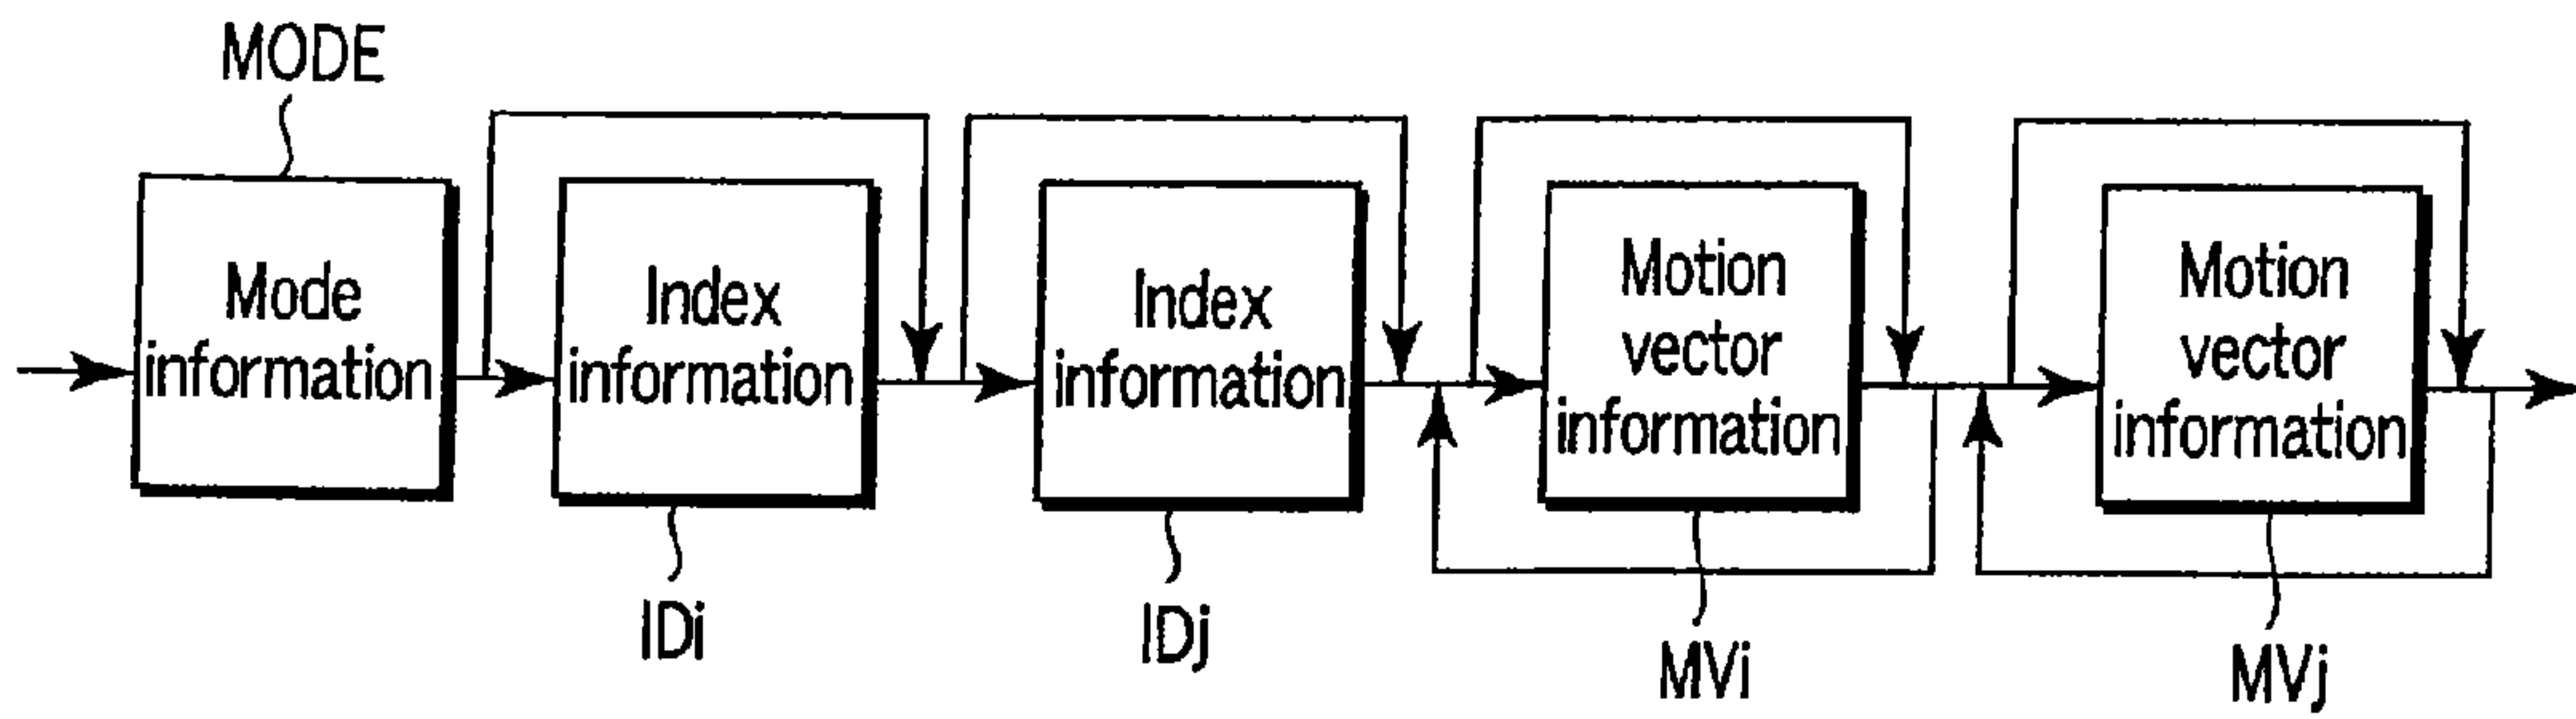 MODE
Mode
information
Index
information
Index
information
Motion
vector
information
Motion
vector
information
IDi
IDj
MVi
MVj